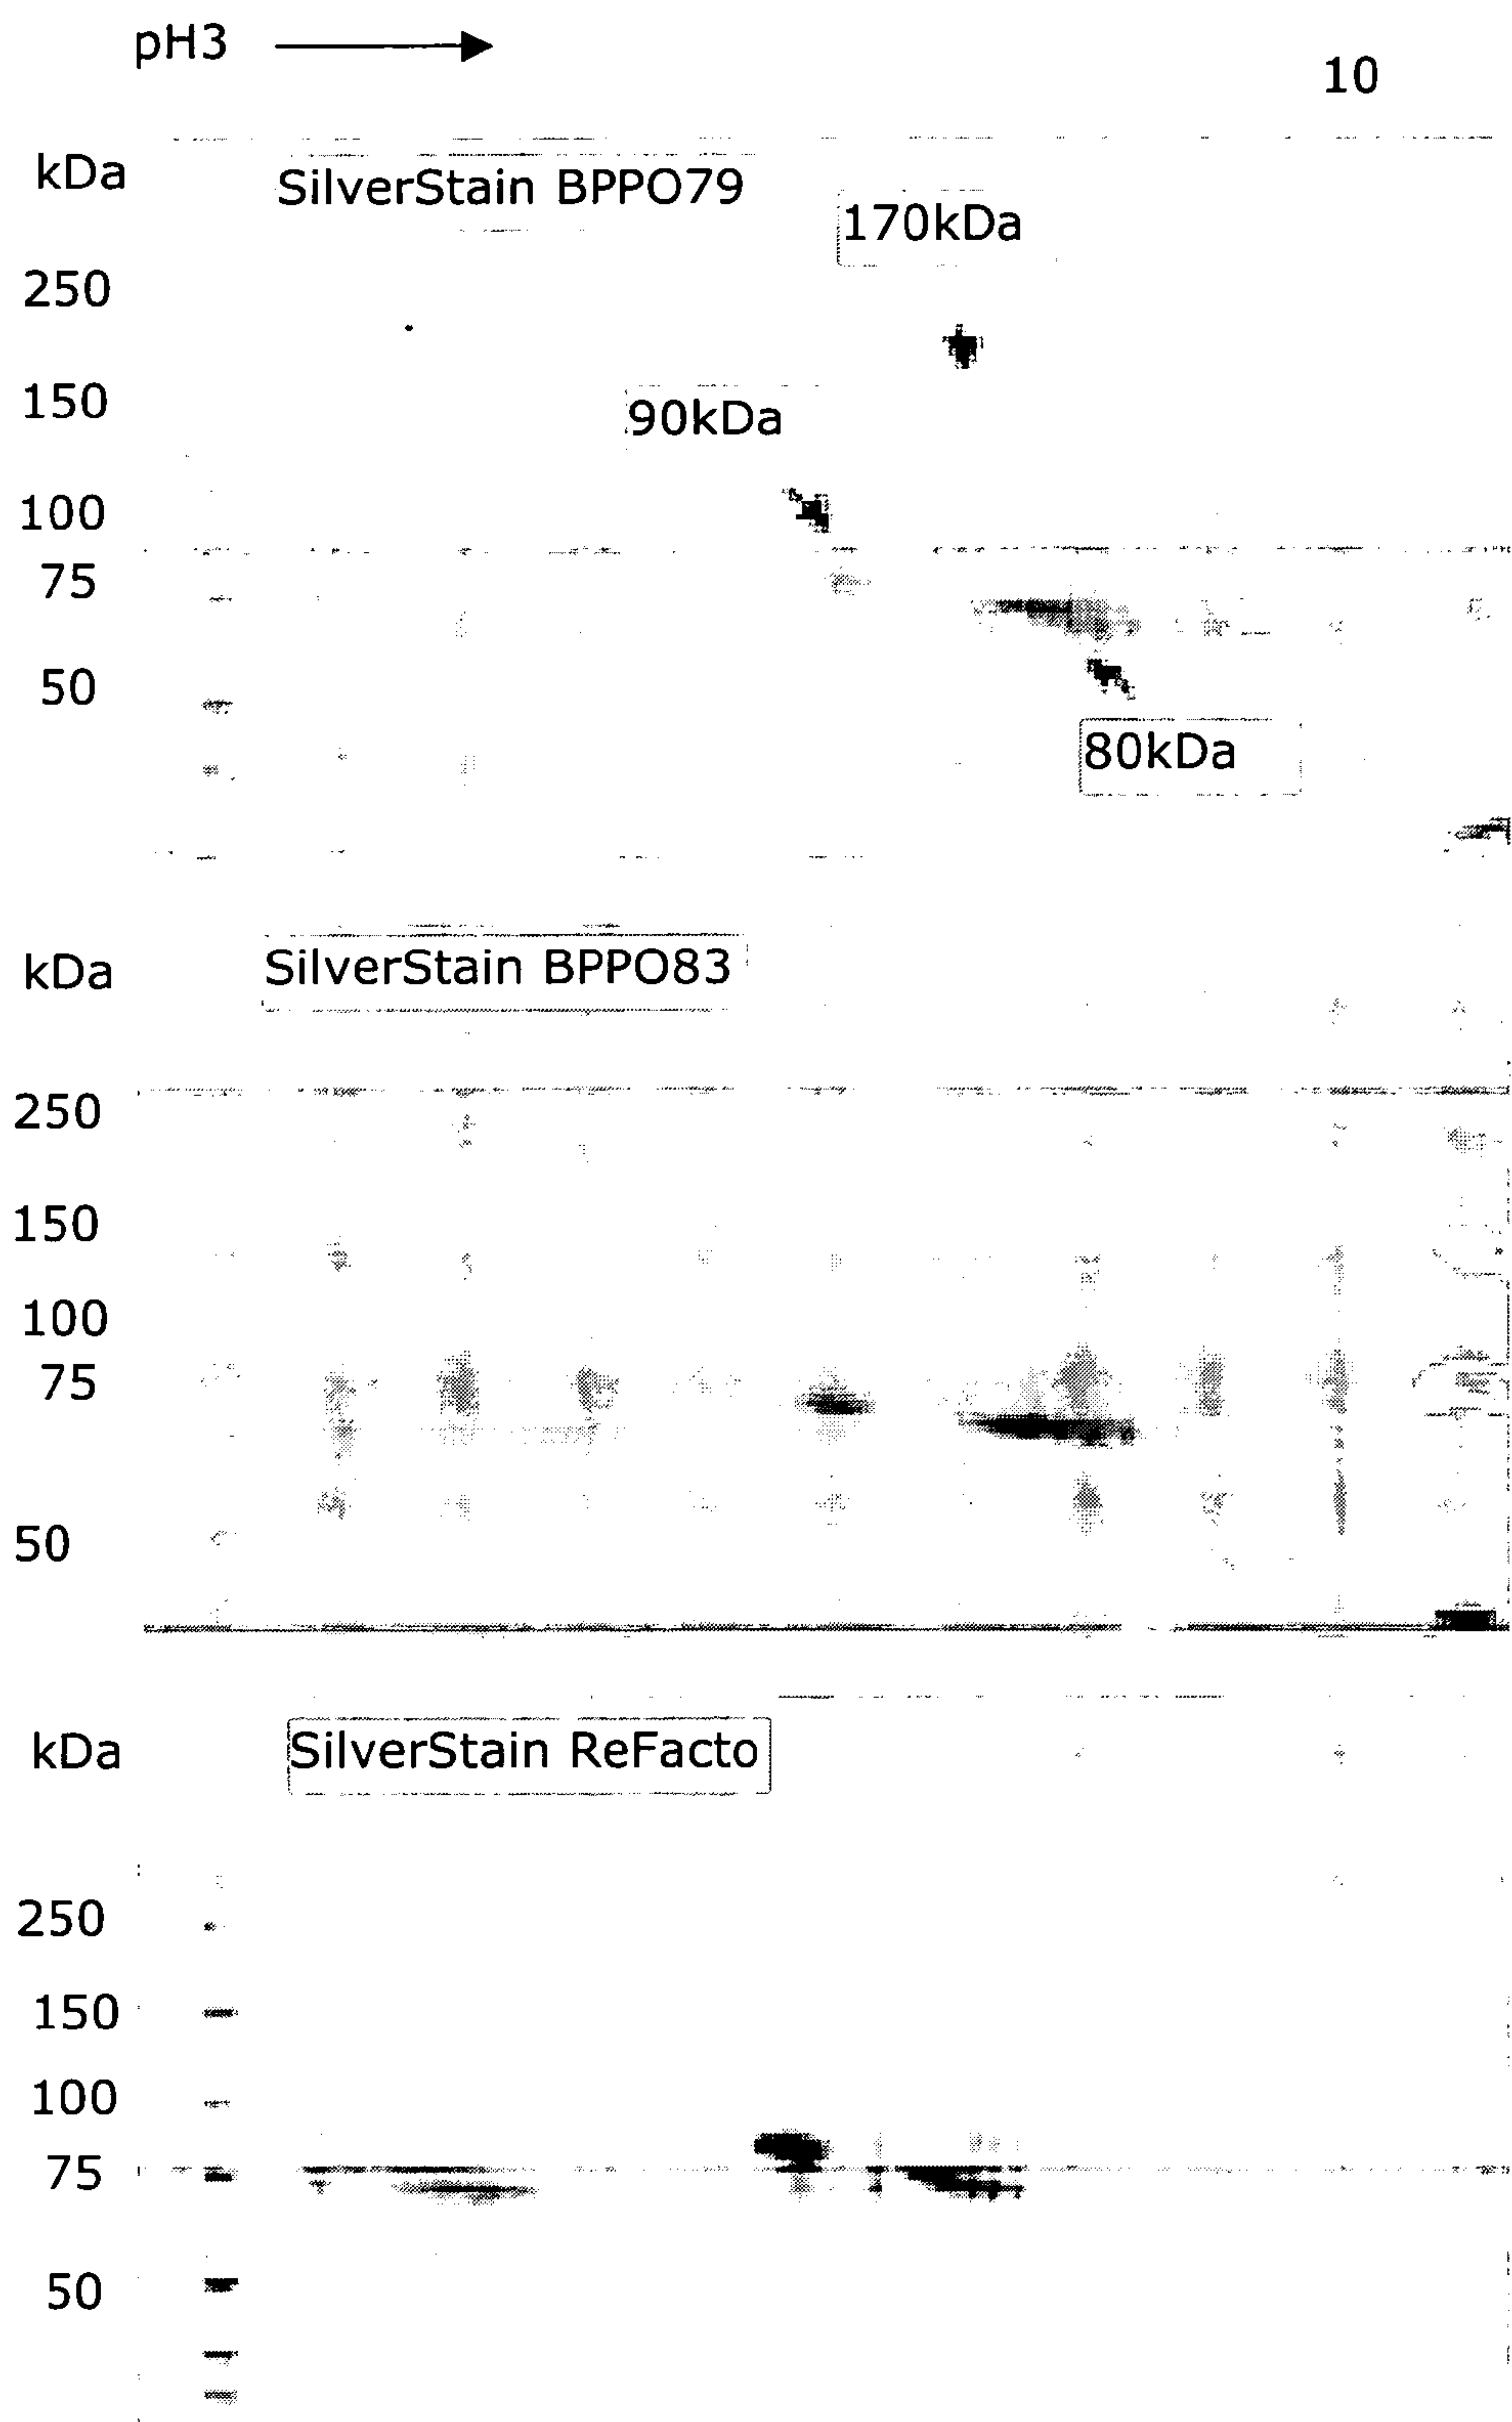 pH3
10
kDa
SilverStain BPPO79
170kDa
250
150
90kDa
100
75
50
80kDa
kDa
SilverStain BPPO83
250
150
100
75
50
kDa
SilverStain ReFacto
250
150
100
75
50